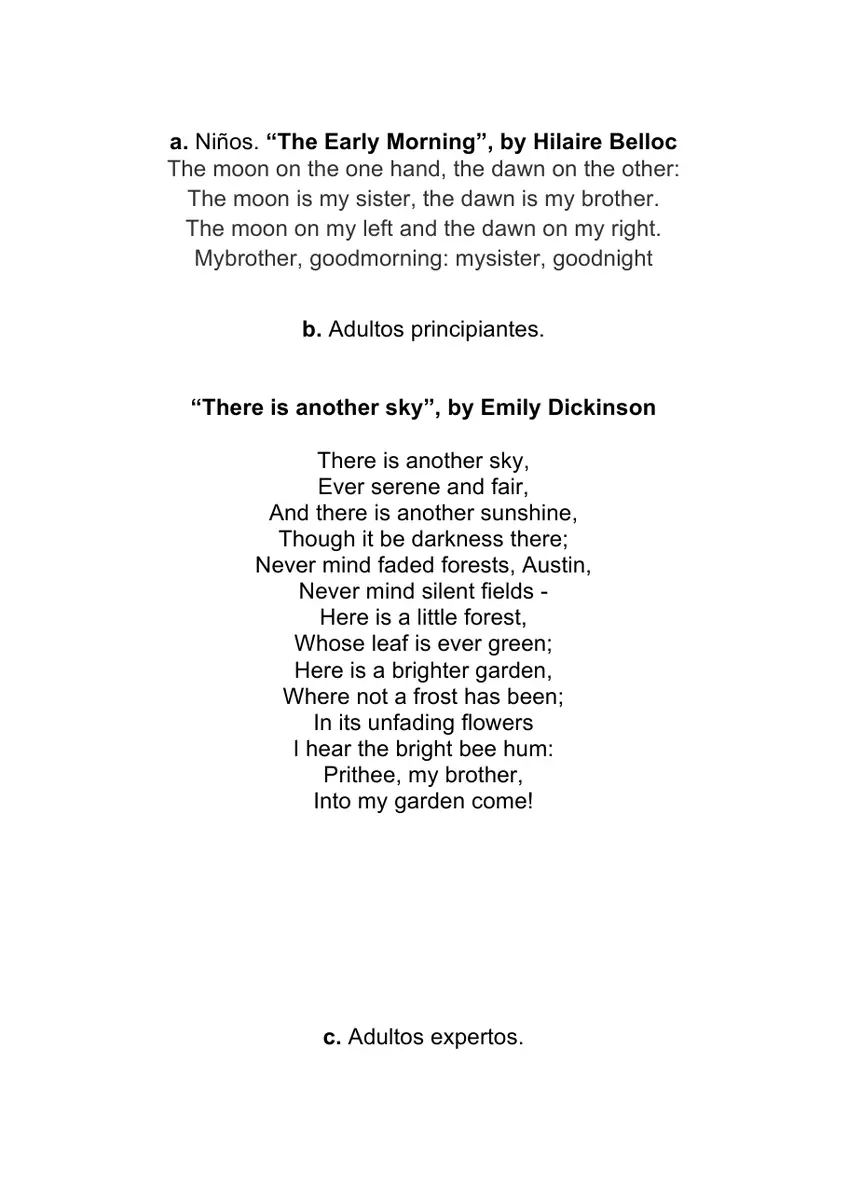 a. Niños. “The Early Morning”, by Hilaire Belloc
The moon on the one hand, the dawn on the other:
The moon is my sister, the dawn is my brother.
The moon on my left and the dawn on my right.
Mybrother, goodmorning: mysister, goodnight
b. Adultos principiantes.
“There is another sky”, by Emily Dickinson
There is another sky,
Ever serene and fair,
And there is another sunshine,
Though it be darkness there;
Never mind faded forests, Austin,
Never mind silent fields -
Here is a little forest,
Whose leaf is ever green;
Here is a brighter garden,
Where not a frost has been;
In its unfading flowers
I hear the bright bee hum:
Prithee, my brother,
Into my garden come!
c. Adultos expertos.